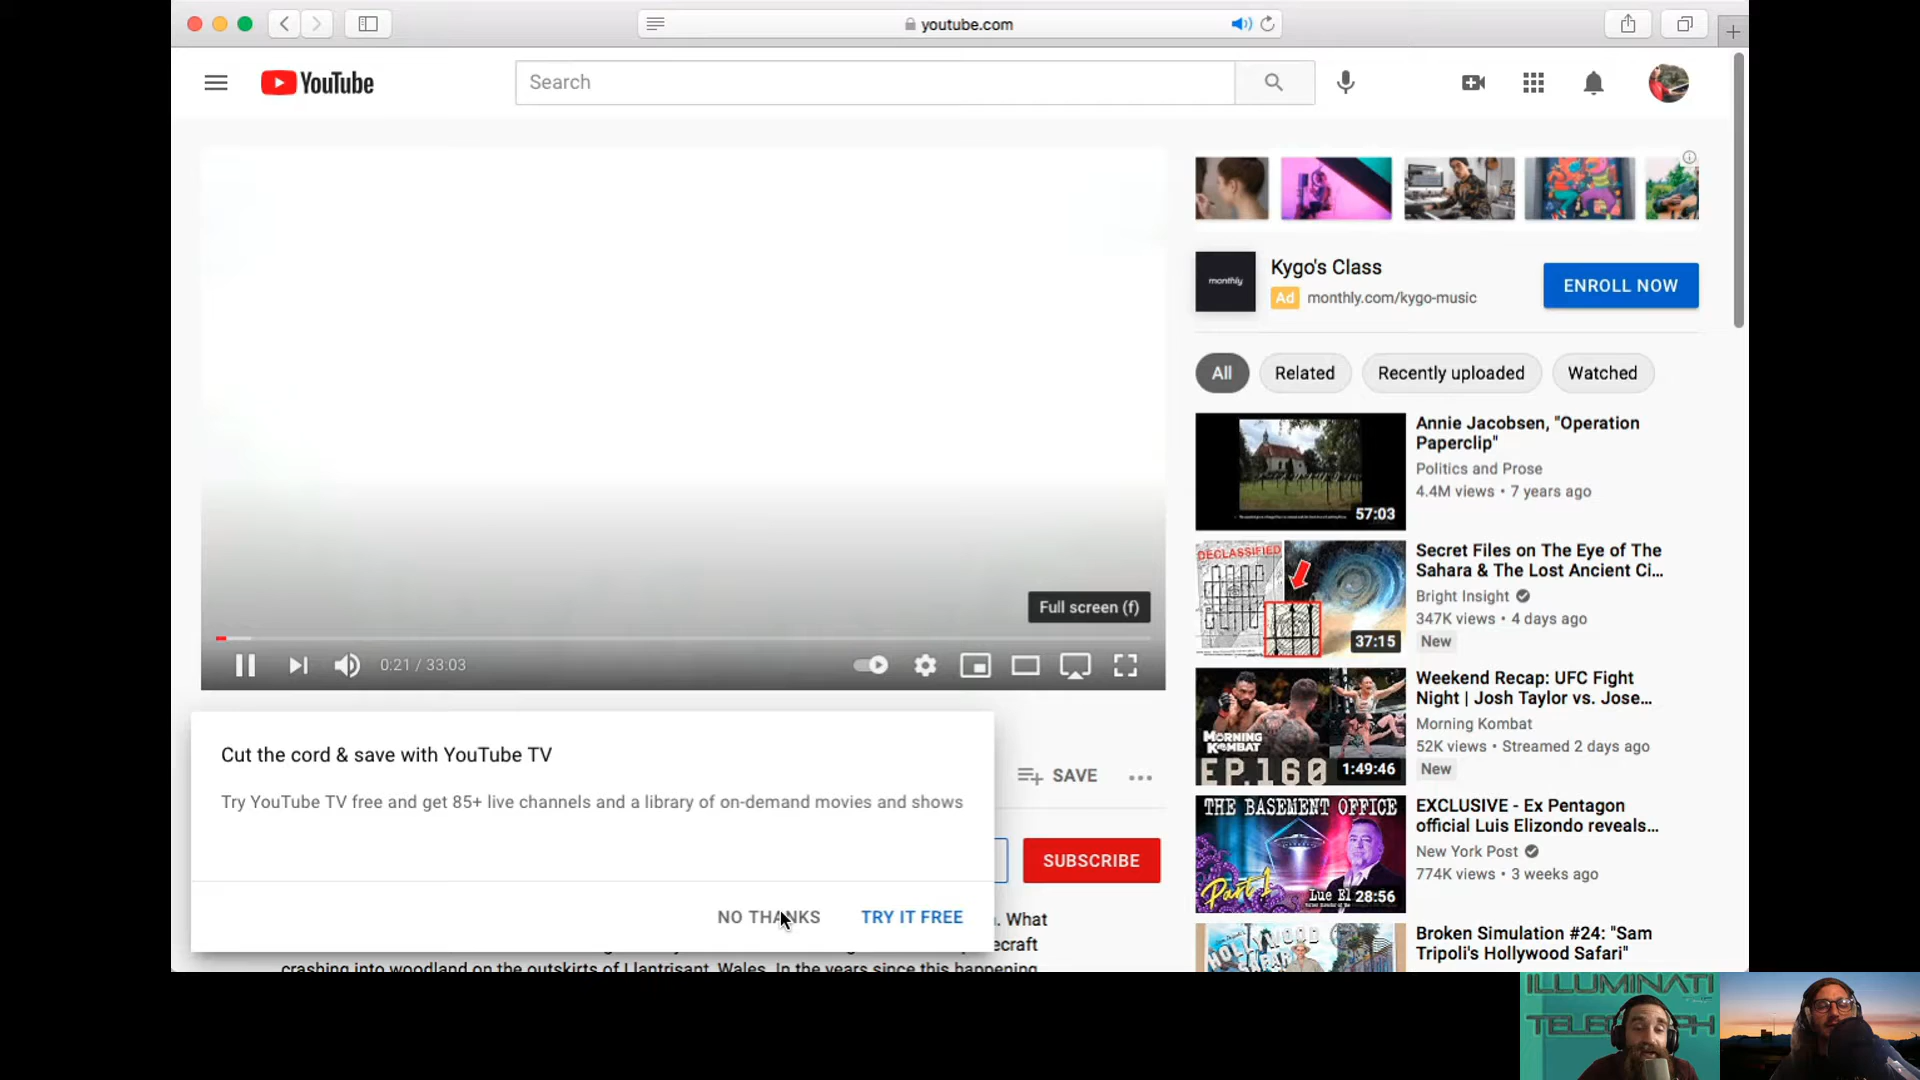 youtube.com
YouTube
Search
Full screen (f)
0:21 / 33:03
Cut the cord & save with YouTube TV
Try YouTube TV free and get 85+ live channels and a library of on-demand movies and shows
NO THANKS TRY IT FREE
SAVE
SUBSCRIBE
. What
ecraft
crashing into woodland on the outskirts of Llantrisant, Wales. In the years since this happening
monthly
Kygo's Class
Ad monthly.com/kygo-music
ENROLL NOW
All Related Recently uploaded Watched
57:03
Annie Jacobsen, "Operation
Paperclip"
Politics and Prose
4.4M views • 7 years ago
DECLASSIFIED
37:15
Secret Files on The Eye of The
Sahara & The Lost Ancient Ci...
Bright Insight
347K views • 4 days ago
New
MORNING
KOMBAT
EP.160
1:49:46
Weekend Recap: UFC Fight
Night | Josh Taylor vs. Jose...
Morning Kombat
52K views • Streamed 2 days ago
New
THE BASEMENT OFFICE
Part 1
Lue El
28:56
EXCLUSIVE - Ex Pentagon
official Luis Elizondo reveals...
New York Post
774K views • 3 weeks ago
HOLLYWOOD
SAFARI
Broken Simulation #24: "Sam
Tripoli's Hollywood Safari"
ILLUMINATI